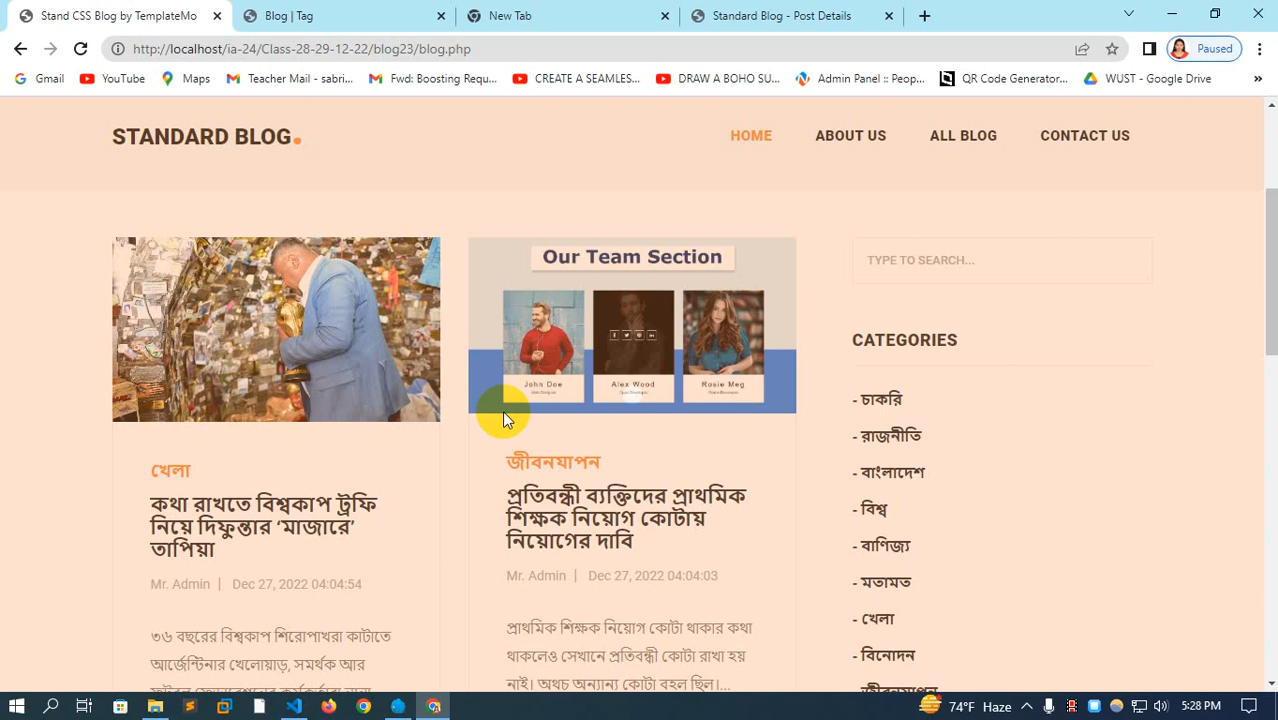 Stand CSS Blog by TemplateMo
Blog | Tag
New Tab
Standard Blog - Post Details
http://localhost/ia-24/Class-28-29-12-22/blog23/blog.php
Paused
Gmail
YouTube
Maps
Teacher Mail - sabri...
Fwd: Boosting Requ...
CREATE A SEAMLES...
DRAW A BOHO SU...
Admin Panel :: Peop...
QR Code Generator...
WUST - Google Drive
»
STANDARD BLOG.
HOME
ABOUT US
ALL BLOG
CONTACT US
Our Team Section
John Doe
Alex Wood
Rosie Meg
খেলা
কথা রাখতে বিশ্বকাপ ট্রফি
নিয়ে দিফুন্তার ‘মাজারে’
তাপিয়া
Mr. Admin | Dec 27, 2022 04:04:54
৩৬ বছরের বিশ্বকাপ শিরোপাখরা কাটাতে
আর্জেন্টিনার খেলোয়াড়, সমর্থক আর
জীবনযাপন
প্রতিবন্ধী ব্যক্তিদের প্রাথমিক
শিক্ষক নিয়োগ কোটায়
নিয়োগের দাবি
Mr. Admin | Dec 27, 2022 04:04:03
প্রাথমিক শিক্ষক নিয়োগ কোটা থাকার কথা
থাকলেও সেখানে প্রতিবন্ধী কোটা রাখা হয়
নাই। অথচ অন্যান্য কোটা বহল ছিল।...
TYPE TO SEARCH...
CATEGORIES
- চাকরি
- রাজনীতি
- বাংলাদেশ
- বিশ্ব
- বাণিজ্য
- মতামত
- খেলা
- বিনোদন
- জীবনযাপন
74°F Haze
5:28 PM